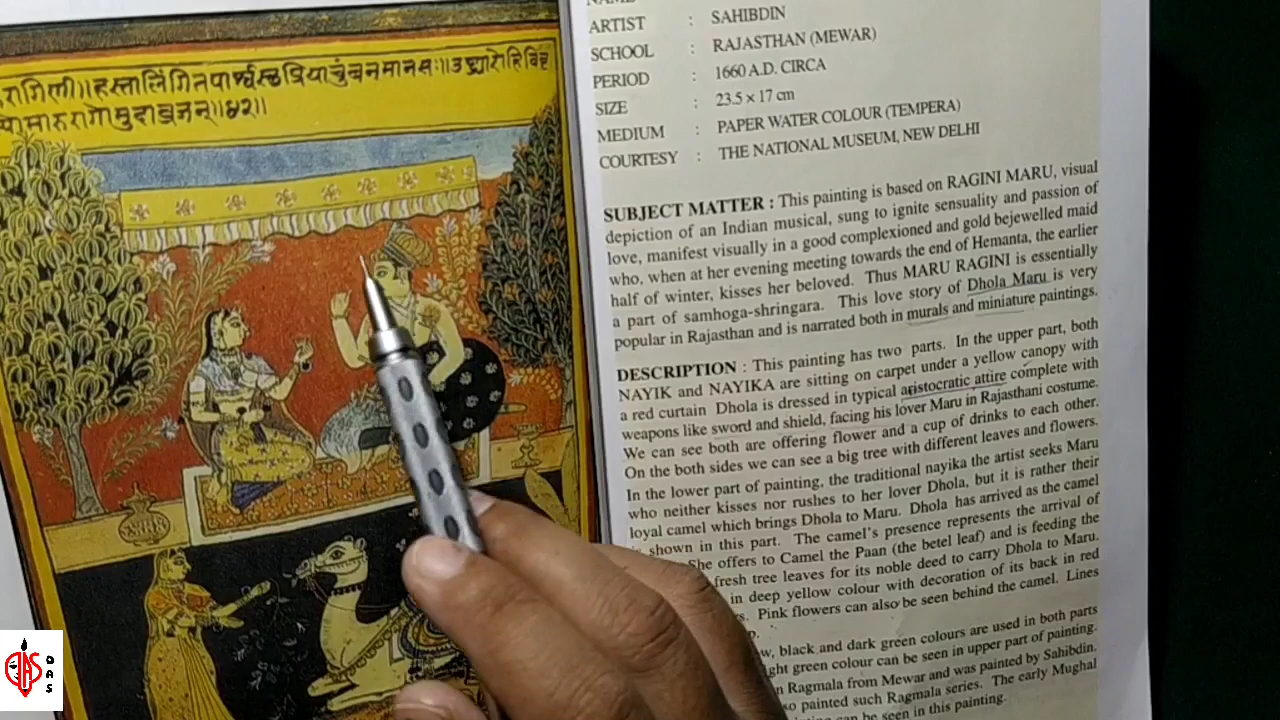 रागिणी॥हस्तालिंगितपार्श्वस्छप्रियाचुंबनमानसः॥उष्ट्रारोहि
मारुरागोमुदाव्रजन्॥४२॥
ARTIST : SAHIBDIN
SCHOOL : RAJASTHAN (MEWAR)
PERIOD : 1660 A.D. CIRCA
SIZE : 23.5 × 17 cm
MEDIUM : PAPER WATER COLOUR (TEMPERA)
COURTESY : THE NATIONAL MUSEUM, NEW DELHI
SUBJECT MATTER : This painting is based on RAGINI MARU, visual
depiction of an Indian musical, sung to ignite sensuality and passion of
love, manifest visually in a good complexioned and gold bejewelled maid
who, when at her evening meeting towards the end of Hemanta, the earlier
half of winter, kisses her beloved. Thus MARU RAGINI is essentially
a part of samhoga-shringara. This love story of Dhola Maru is very
popular in Rajasthan and is narrated both in murals and miniature paintings.
DESCRIPTION : This painting has two parts. In the upper part, both
NAYIK and NAYIKA are sitting on carpet under a yellow canopy with
a red curtain Dhola is dressed in typical aristocratic attire complete with
weapons like sword and shield, facing his lover Maru in Rajasthani costume.
We can see both are offering flower and a cup of drinks to each other.
On the both sides we can see a big tree with different leaves and flowers.
In the lower part of painting, the traditional nayika the artist seeks Maru
who neither kisses nor rushes to her lover Dhola, but it is rather their
loyal camel which brings Dhola to Maru. Dhola has arrived as the camel
shown in this part. The camel's presence represents the arrival of
She offers to Camel the Paan (the betel leaf) and is feeding the
fresh tree leaves for its noble deed to carry Dhola to Maru.
in deep yellow colour with decoration of its back in red
Pink flowers can also be seen behind the camel. Lines
black and dark green colours are used in both parts
green colour can be seen in upper part of painting.
Ragmala from Mewar and was painted by Sahibdin.
painted such Ragmala series. The early Mughal
can be seen in this painting.
DAS